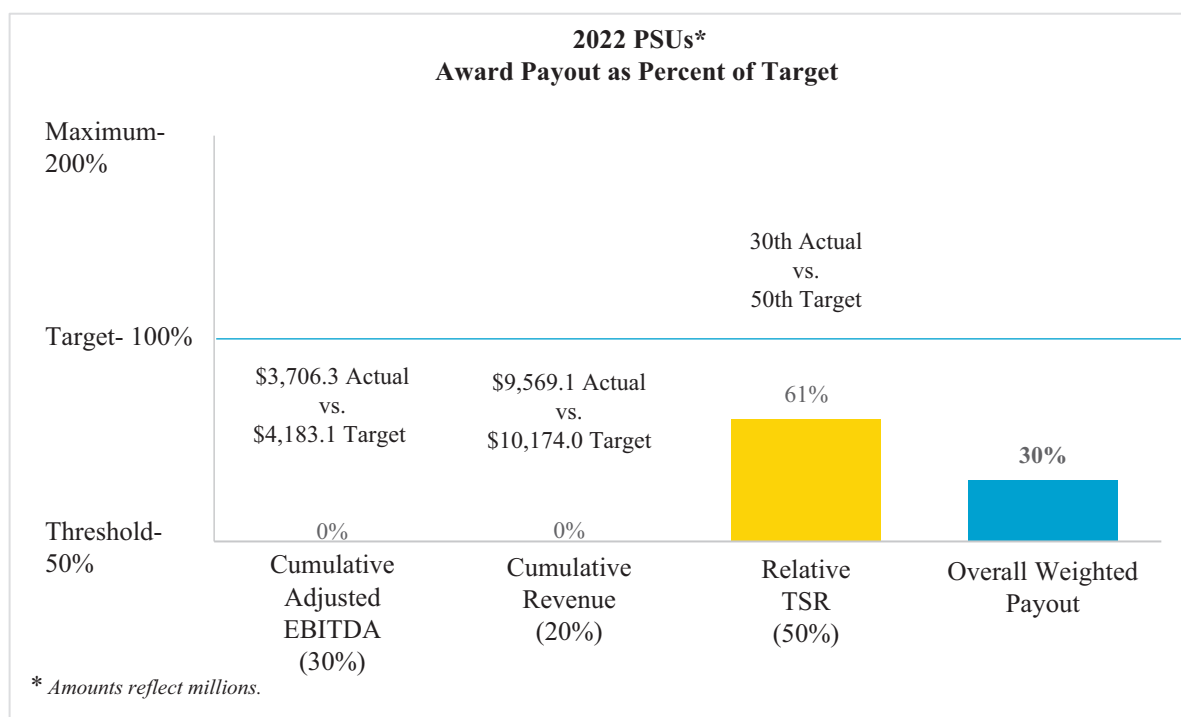 2022 PSUs*
Award Payout as Percent of Target
Maximum-
200%
30th Actual
vs.
50th Target
Target- 100%
$3,706.3 Actual
vs.
$4,183.1 Target
$9,569.1 Actual
vs.
$10,174.0 Target
61%
30%
Threshold-
50%
0%
0%
Cumulative
Adjusted
EBITDA
(30%)
Cumulative
Revenue
(20%)
Relative
TSR
(50%)
Overall Weighted
Payout
* Amounts reflect millions.